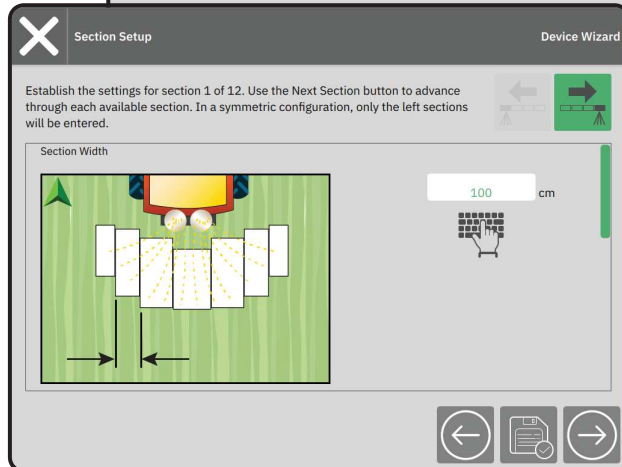 Section Setup
Device Wizard
Establish the settings for section 1 of 12. Use the Next Section button to advance
through each available section. In a symmetric configuration, only the left sections
will be entered.
Section Width
100 cm